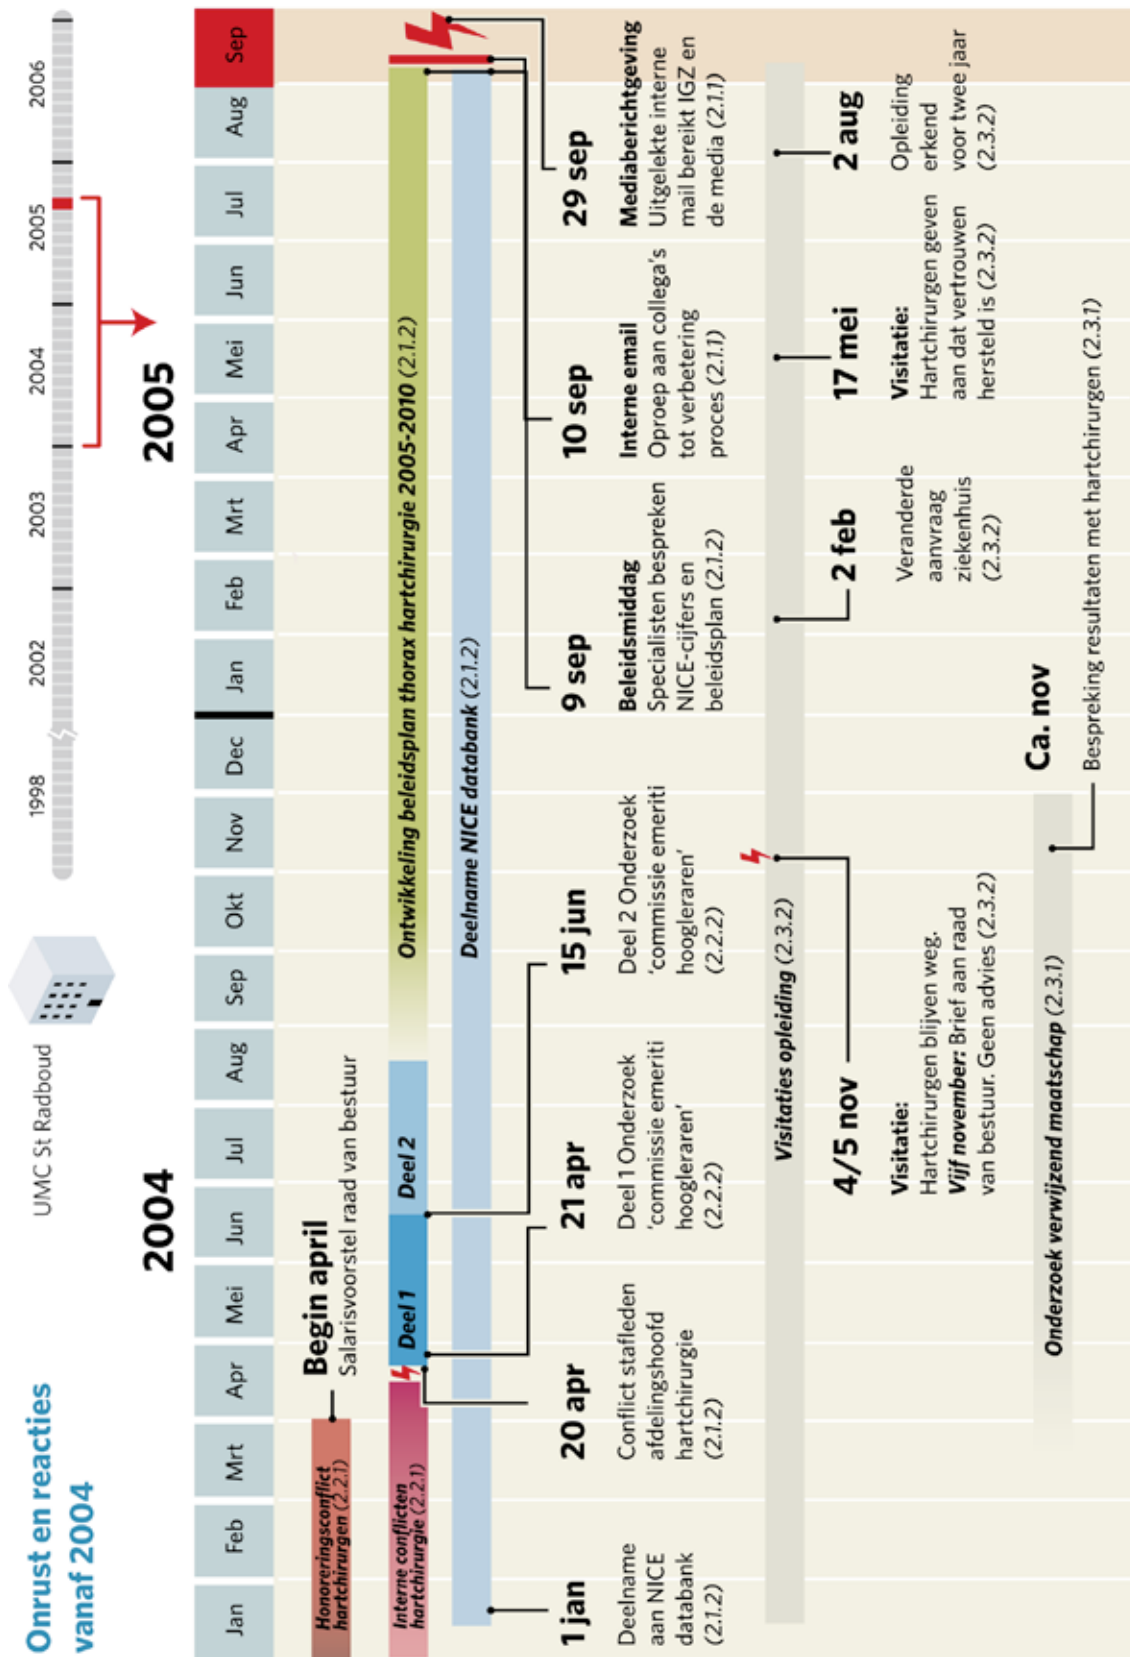 Onrust en reacties
vanaf 2004
UMC St Radboud
1998
2002
2003
2004
2005
2006
2004
2005
Jan
Feb
Mrt
Apr
Mei
Jun
Jul
Aug
Sep
Okt
Nov
Dec
Jan
Feb
Mrt
Apr
Mei
Jun
Jul
Aug
Sep
Honoreringsconflict
hartchirurgen (2.2.1)
Begin april
Salarisvoorstel raad van bestuur
Interne conflicten
hartchirurgie (2.2.1)
Deel 1
Deel 2
Ontwikkeling beleidsplan thorax hartchirurgie 2005-2010 (2.1.2)
Deelname NICE databank (2.1.2)
1 jan
Deelname
aan NICE
databank
(2.1.2)
20 apr
Conflict stafleden
afdelingshoofd
hartchirurgie
(2.1.2)
21 apr
Deel 1 Onderzoek
‘commissie emeriti
hoogleraren’
(2.2.2)
15 jun
Deel 2 Onderzoek
‘commissie emeriti
hoogleraren’
(2.2.2)
9 sep
Beleidsmiddag
Specialisten bespreken
NICE-cijfers en
beleidsplan (2.1.2)
10 sep
Interne email
Oproep aan collega’s
tot verbetering
proces (2.1.1)
29 sep
Mediaberichtgeving
Uitgelekte interne
mail bereikt IGZ en
de media (2.1.1)
Visitaties opleiding (2.3.2)
4/5 nov
Visitatie:
Hartchirurgen blijven weg.
Vijf november: Brief aan raad
van bestuur. Geen advies (2.3.2)
2 feb
Veranderde
aanvraag
ziekenhuis
(2.3.2)
17 mei
Visitatie:
Hartchirurgen geven
aan dat vertrouwen
hersteld is (2.3.2)
2 aug
Opleiding
erkend
voor twee jaar
(2.3.2)
Onderzoek verwijzend maatschap (2.3.1)
Ca. nov
Bespreking resultaten met hartchirurgen (2.3.1)